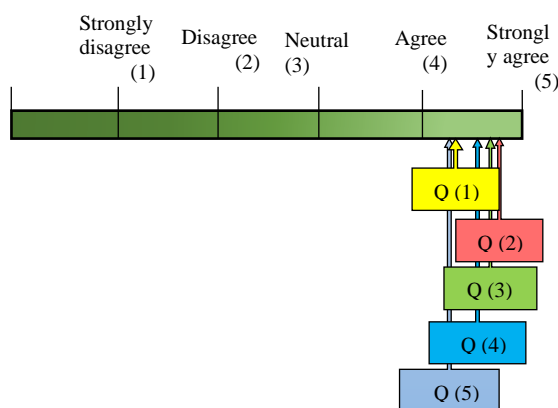 Strongly
disagree
(1)
Disagree
(2)
Neutral
(3)
Agree
(4)
Strongl
y agree
(5)
Q (1)
Q (2)
Q (3)
Q (4)
Q (5)